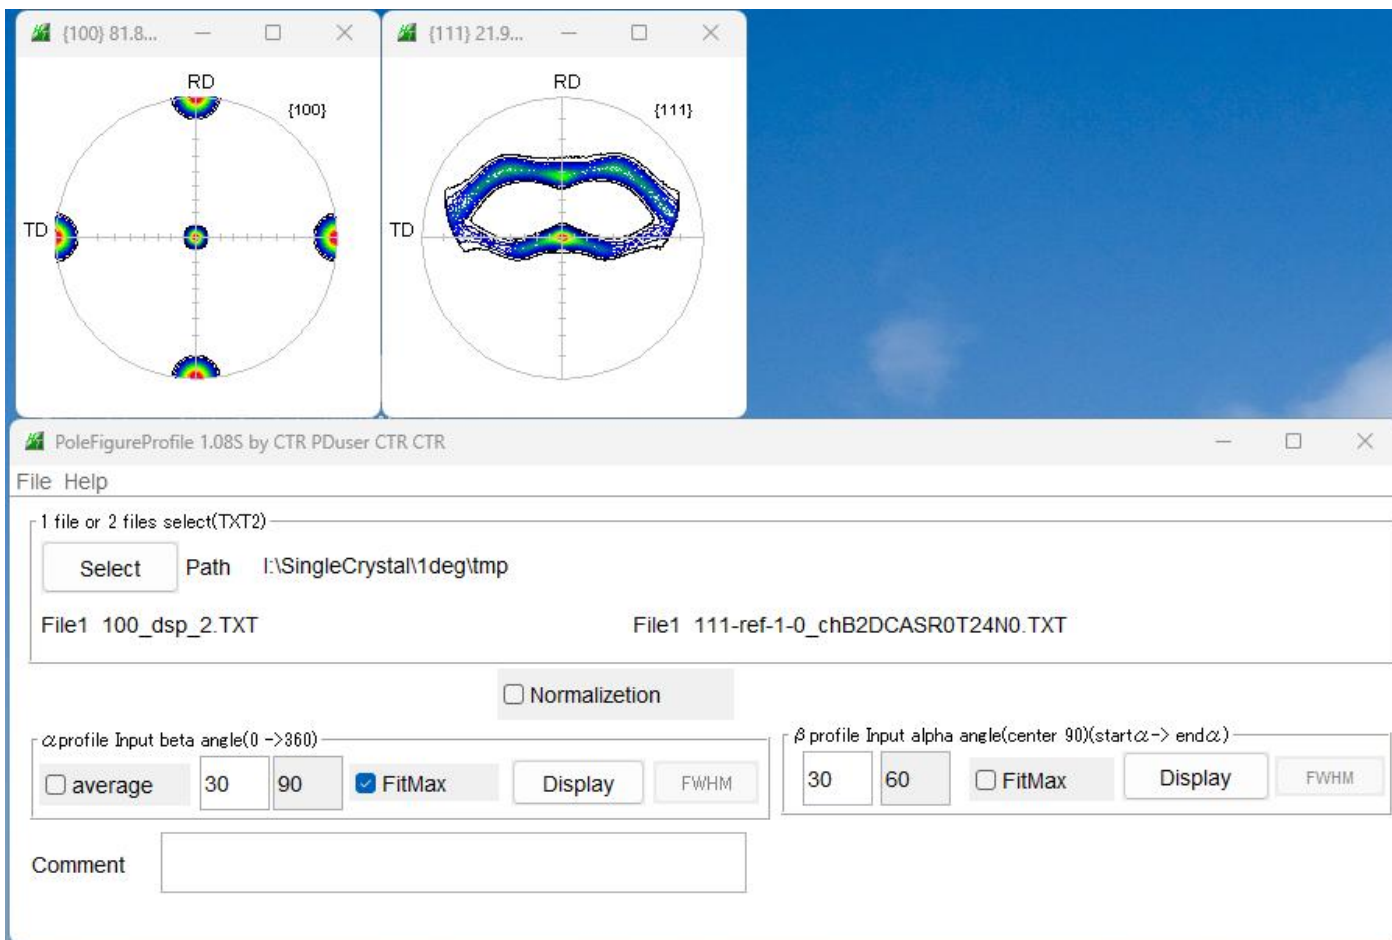 {100} 81.8...
{111} 21.9...
RD
{100}
TD
RD
{111}
TD
PoleFigureProfile 1.08S by CTR PDuser CTR CTR
File Help
1 file or 2 files select(TXT2)
Select Path I:\SingleCrystal\1deg\tmp
File1 100_dsp_2.TXT File1 111-ref-1-0_chB2DCASR0T24N0.TXT
Normalizetion
αprofile Input beta angle(0 ->360)
average 30 90 FitMax Display FWHM
βprofile Input alpha angle(center 90)(startα-> endα)
30 60 FitMax Display FWHM
Comment